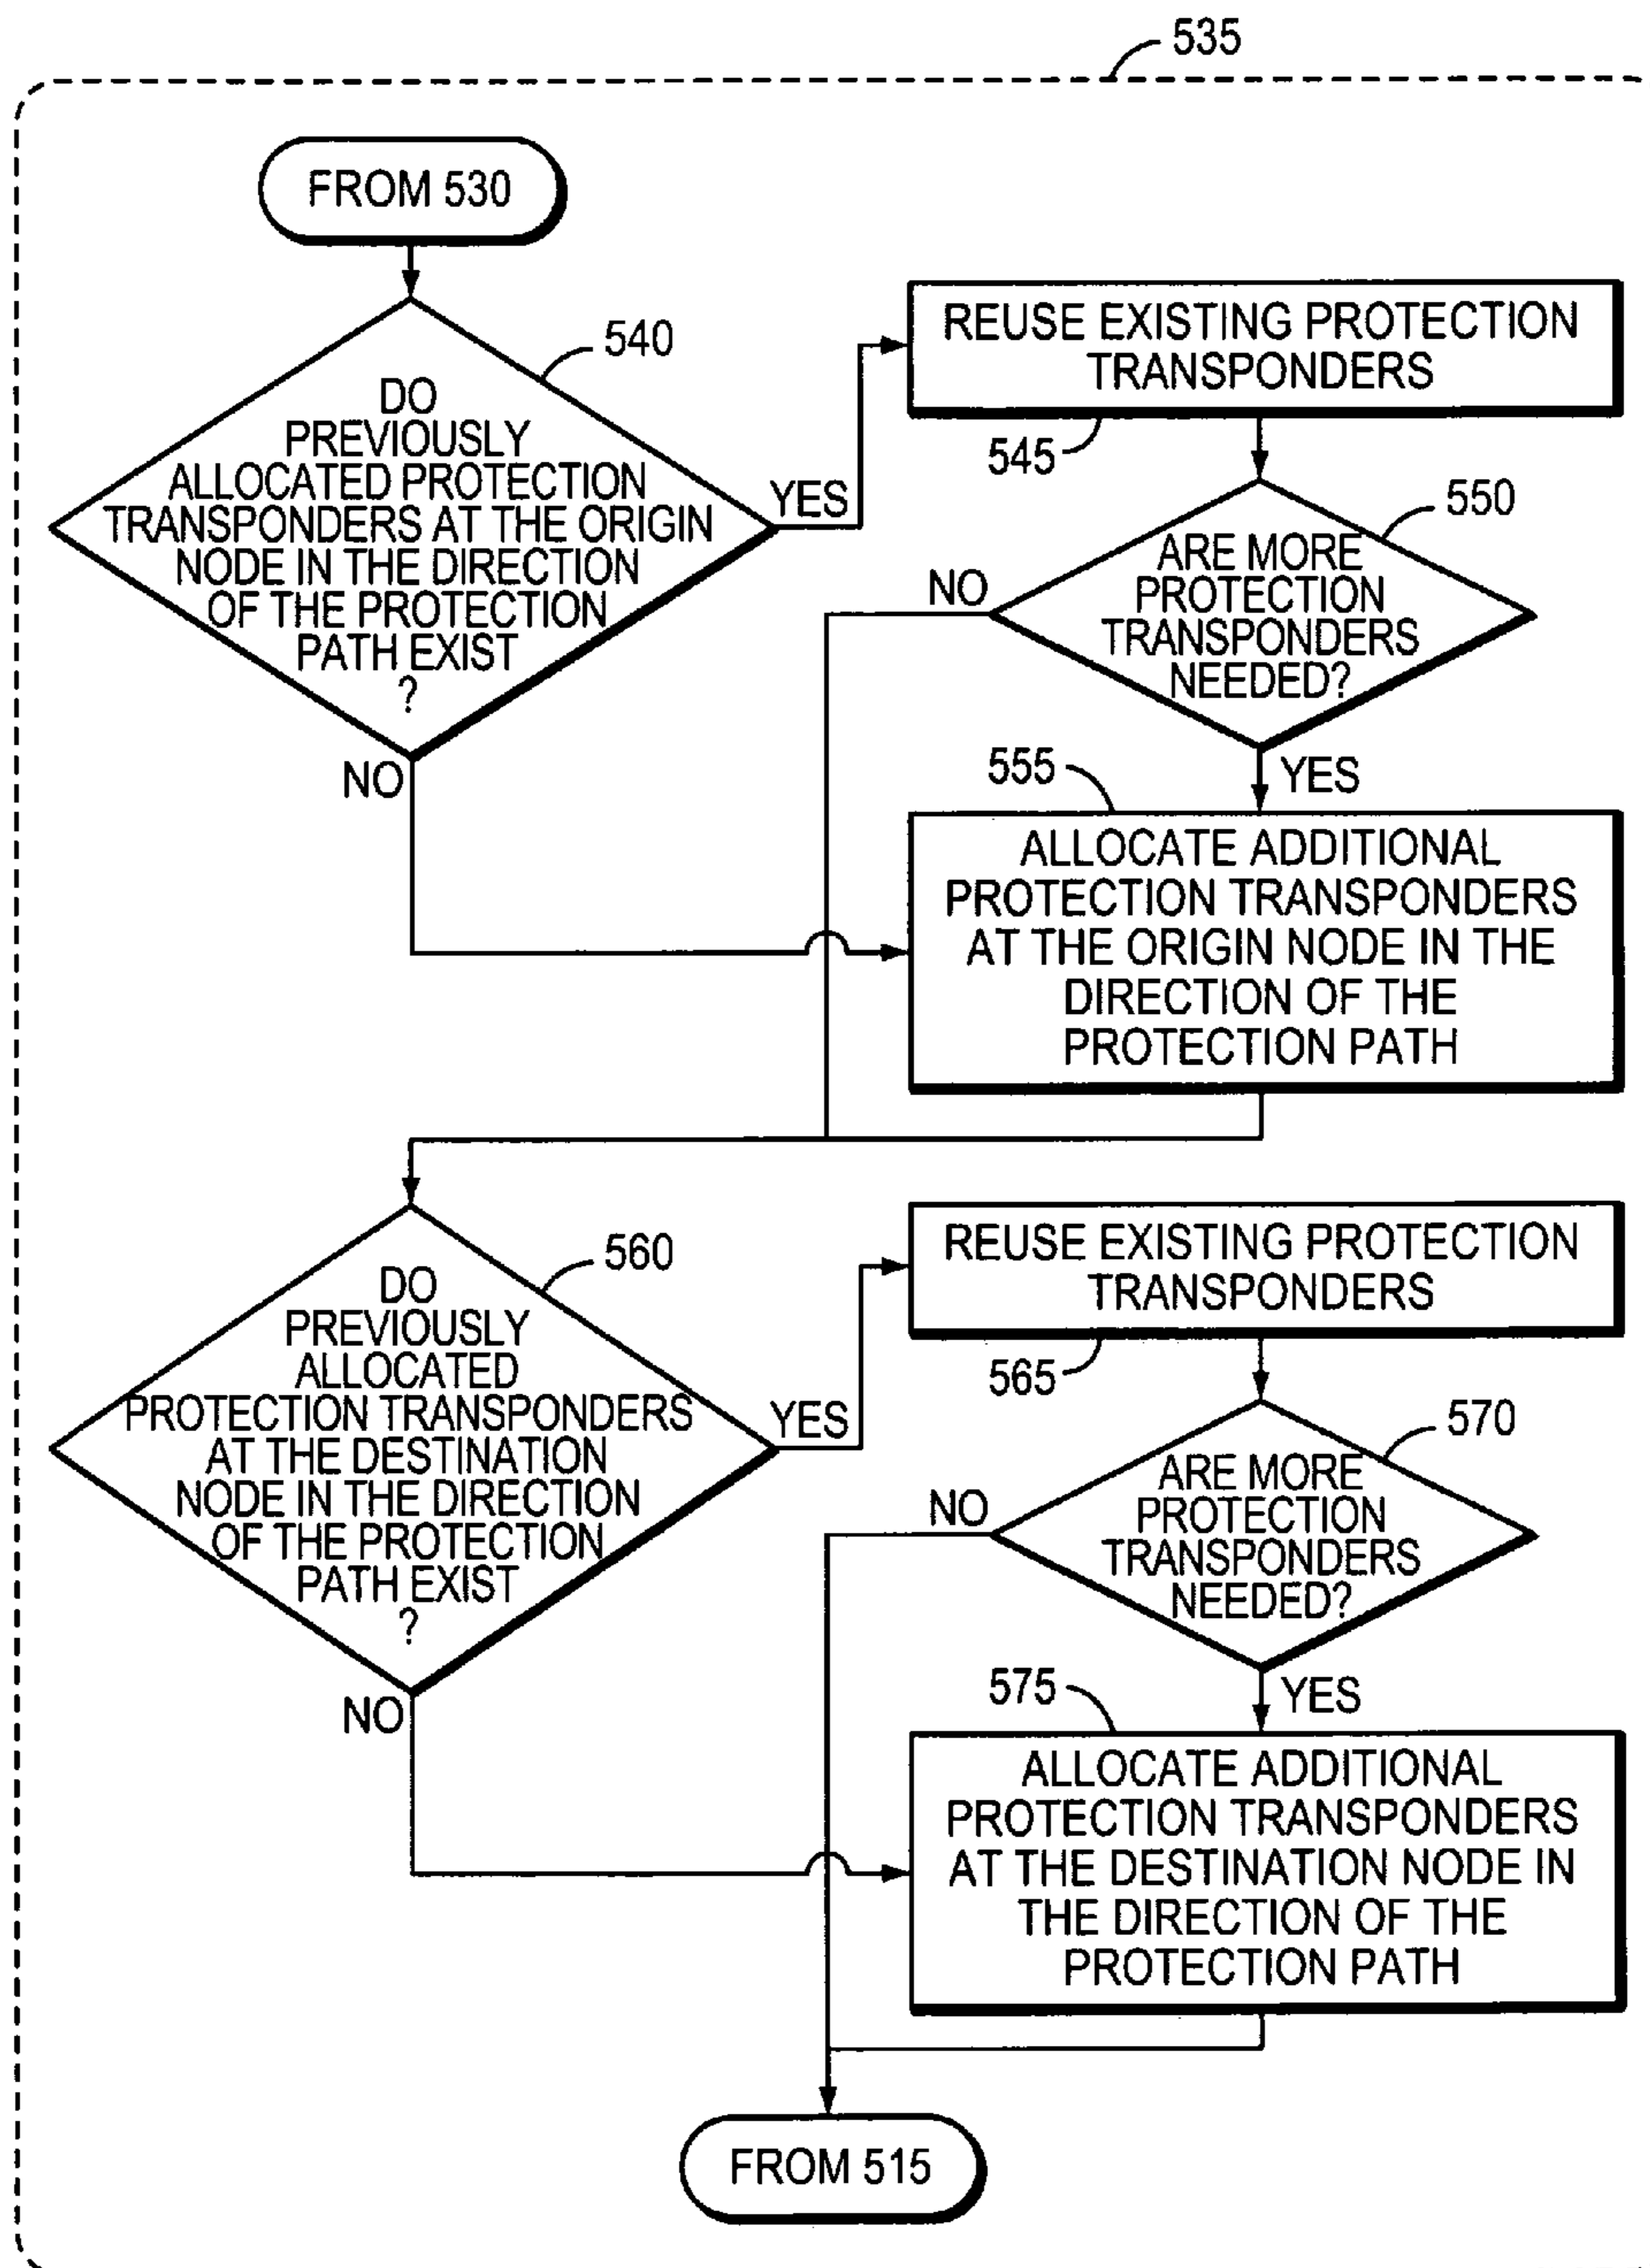 535
FROM 530
540
DO
PREVIOUSLY
ALLOCATED PROTECTION
TRANSPONDERS AT THE ORIGIN
NODE IN THE DIRECTION
OF THE PROTECTION
PATH EXIST
?
YES
NO
REUSE EXISTING PROTECTION
TRANSPONDERS
545
550
ARE MORE
PROTECTION
TRANSPONDERS
NEEDED?
NO
YES
555
ALLOCATE ADDITIONAL
PROTECTION TRANSPONDERS
AT THE ORIGIN NODE IN THE
DIRECTION OF THE
PROTECTION PATH
560
DO
PREVIOUSLY
ALLOCATED
PROTECTION TRANSPONDERS
AT THE DESTINATION
NODE IN THE DIRECTION
OF THE PROTECTION
PATH EXIST
?
YES
NO
REUSE EXISTING PROTECTION
TRANSPONDERS
565
570
ARE MORE
PROTECTION
TRANSPONDERS
NEEDED?
NO
YES
575
ALLOCATE ADDITIONAL
PROTECTION TRANSPONDERS
AT THE DESTINATION NODE IN
THE DIRECTION OF THE
PROTECTION PATH
FROM 515